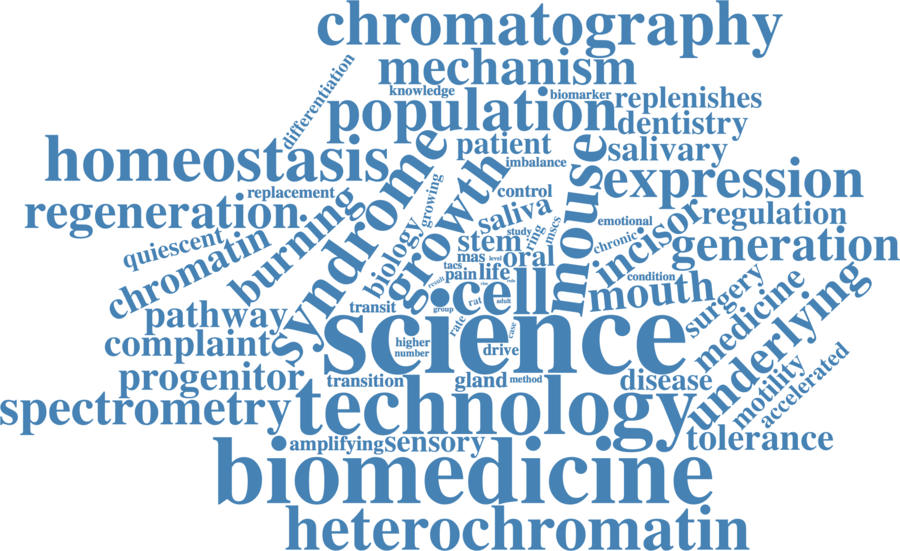 chromatography
mechanism
differentiation
knowledge
biomarker
population
replenishes
dentistry
homeostasis
syndrome
patient
imbalance
mouse
salivary
expression
replacement
growing
growth
control
regeneration
burning
saliva
study
ring
mscs
emotional
incisor
regulation
quiescent
chromatin
biology
stem
chronic
generation
mas
level
oral
tacs
pain
life
condition
mouth
surgery
medicine
underlying
result
cell
transit
group
rat
adult
pathway
science
rate
case
complaint
higher
number
drive
motility
accelerated
progenitor
transition
gland
method
disease
spectrometry
technology
amplifying
sensory
tolerance
biomedicine
heterochromatin